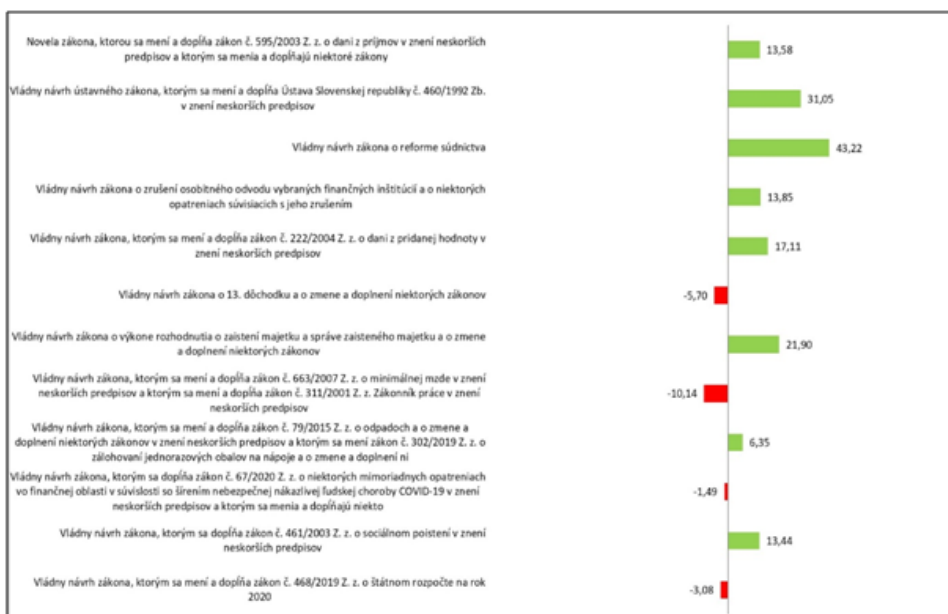 Novela zákona, ktorou sa mení a dopĺňa zákon č. 595/2003 Z. z. o dani z príjmov v znení neskorších
predpisov a ktorým sa menia a dopĺňajú niektoré zákony
13,58
Vládny návrh ústavného zákona, ktorým sa mení a dopĺňa Ústava Slovenskej republiky č. 460/1992 Zb.
v znení neskorších predpisov
31,05
Vládny návrh zákona o reforme súdnictva
43,22
Vládny návrh zákona o zrušení osobitného odvodu vybraných finančných inštitúcií a o niektorých
opatreniach súvisiacich s jeho zrušením
13,85
Vládny návrh zákona, ktorým sa mení a dopĺňa zákon č. 222/2004 Z. z. o dani z pridanej hodnoty v
znení neskorších predpisov
17,11
Vládny návrh zákona o 13. dôchodku a o zmene a doplnení niektorých zákonov
-5,70
Vládny návrh zákona o výkone rozhodnutia o zaistení majetku a správe zaisteného majetku a o zmene
a doplnení niektorých zákonov
21,90
Vládny návrh zákona, ktorým sa mení a dopĺňa zákon č. 663/2007 Z. z. o minimálnej mzde v znení
neskorších predpisov a ktorým sa mení a dopĺňa zákon č. 311/2001 Z. z. Zákonník práce v znení
neskorších predpisov
-10,14
Vládny návrh zákona, ktorým sa mení a dopĺňa zákon č. 79/2015 Z. z. o odpadoch a o zmene a
doplnení niektorých zákonov v znení neskorších predpisov a ktorým sa mení zákon č. 302/2019 Z. z. o
zálohovaní jednorazových obalov na nápoje a o zmene a doplnení ni
6,35
Vládny návrh zákona, ktorým sa dopĺňa zákon č. 67/2020 Z. z. o niektorých mimoriadnych opatreniach
vo finančnej oblasti v súvislosti so šírením nebezpečnej nákazlivej ľudskej choroby COVID-19 v znení
neskorších predpisov a ktorým sa menia a dopĺňajú niekto
-1,49
Vládny návrh zákona, ktorým sa dopĺňa zákon č. 461/2003 Z. z. o sociálnom poistení v znení
neskorších predpisov
13,44
Vládny návrh zákona, ktorým sa mení a dopĺňa zákon č. 468/2019 Z. z. o štátnom rozpočte na rok
2020
-3,08